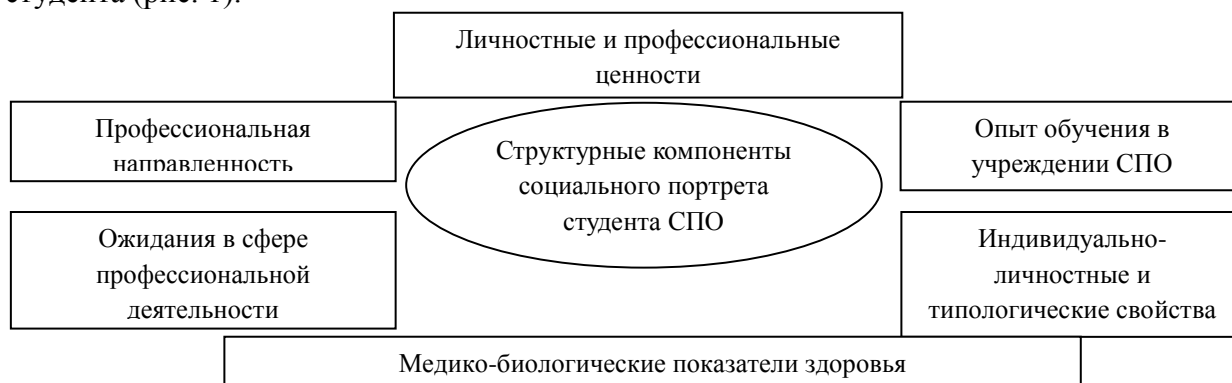 студента (рис. 1).
Личностные и профессиональные
ценности
Профессиональная
направленность
Структурные компоненты
социального портрета
студента СПО
Опыт обучения в
учреждении СПО
Ожидания в сфере
профессиональной
деятельности
Индивидуально-
личностные и
типологические свойства
Медико-биологические показатели здоровья